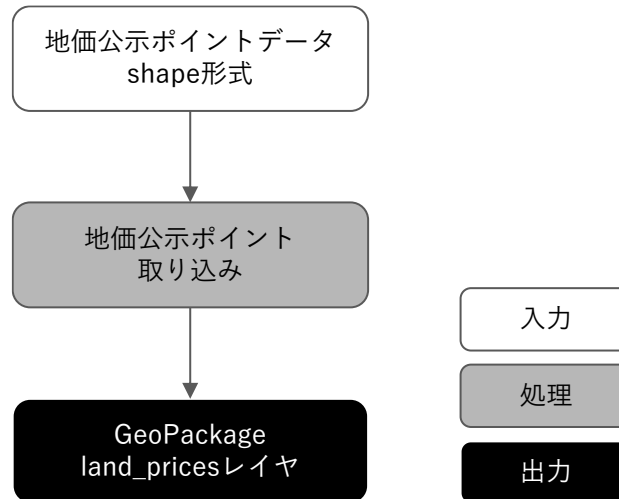 地価公示ポイントデータ
shape形式
地価公示ポイント
取り込み
GeoPackage
land_pricesレイヤ
入力
処理
出力